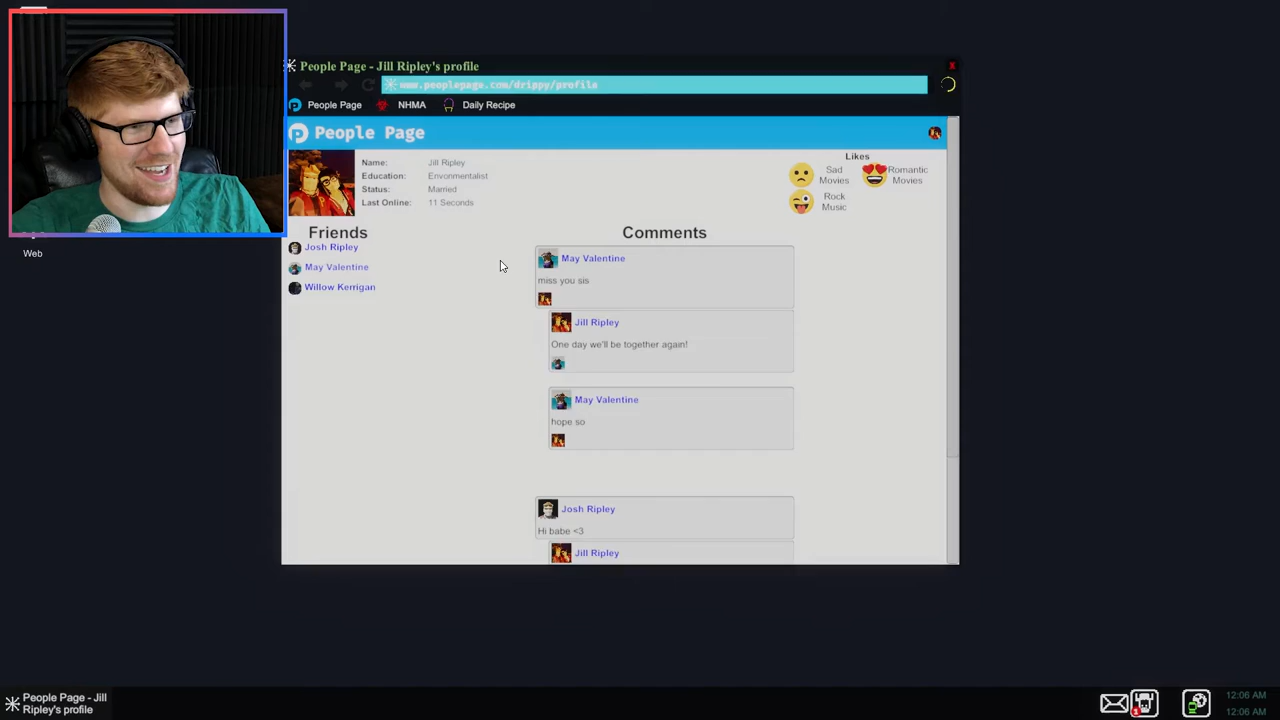 People Page - Jill Ripley's profile
X
www.peoplepage.com/drippy/profile
People Page
NHMA
Daily Recipe
People Page
Name: Jill Ripley
Education: Envonmentalist
Status: Married
Last Online: 11 Seconds
Likes
Sad Movies
Romantic Movies
Rock Music
Friends
Josh Ripley
May Valentine
Willow Kerrigan
Comments
May Valentine
miss you sis
Jill Ripley
One day we'll be together again!
May Valentine
hope so
Josh Ripley
Hi babe <3
Jill Ripley
Web
People Page - Jill
Ripley's profile
1
12:06 AM
12:06 AM